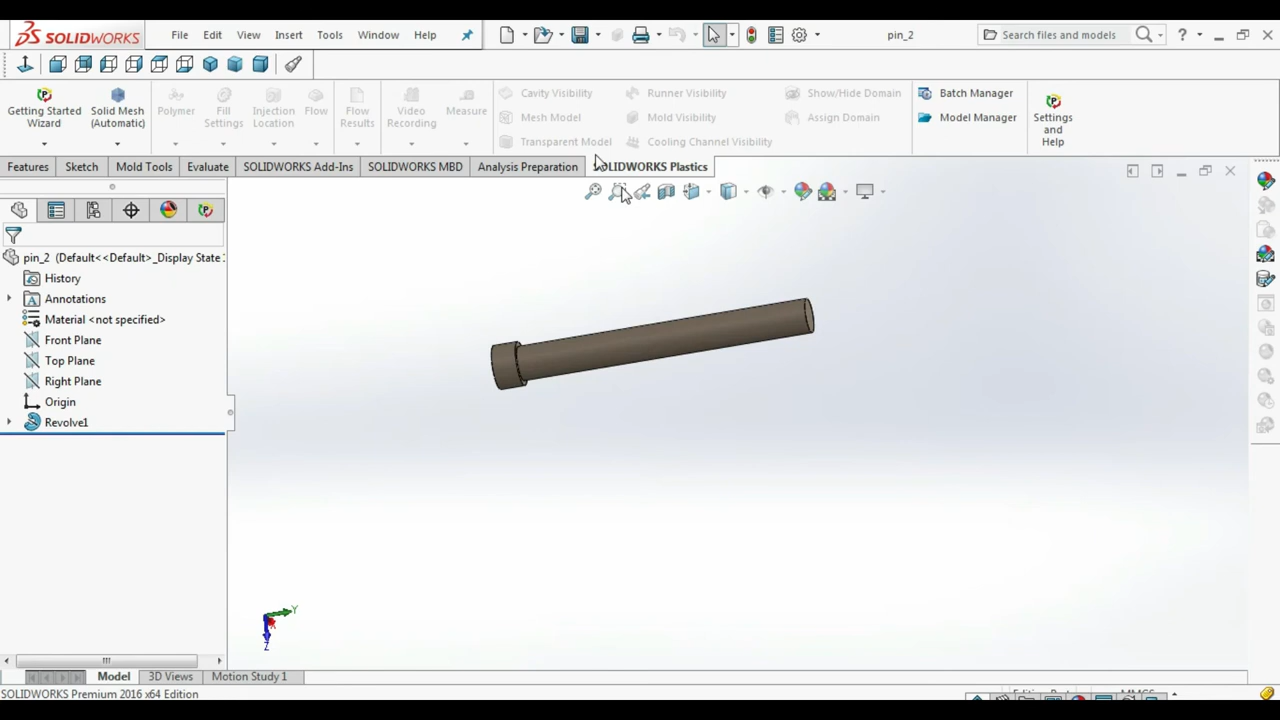 SOLIDWORKS File Edit View Insert Tools Window Help pin_2 Search files and models ?
Getting Started Wizard
Solid Mesh (Automatic)
Polymer
Fill Settings
Injection Location
Flow
Flow Results
Video Recording
Measure
Cavity Visibility
Mesh Model
Transparent Model
Runner Visibility
Mold Visibility
Cooling Channel Visibility
Show/Hide Domain
Assign Domain
Batch Manager
Model Manager
Settings and Help
Features Sketch Mold Tools Evaluate SOLIDWORKS Add-Ins SOLIDWORKS MBD Analysis Preparation SOLIDWORKS Plastics
pin_2 (Default<<Default>_Display State
History
Annotations
Material <not specified>
Front Plane
Top Plane
Right Plane
Origin
Revolve1
Y
X
Z
Model 3D Views Motion Study 1
SOLIDWORKS Premium 2016 x64 Edition